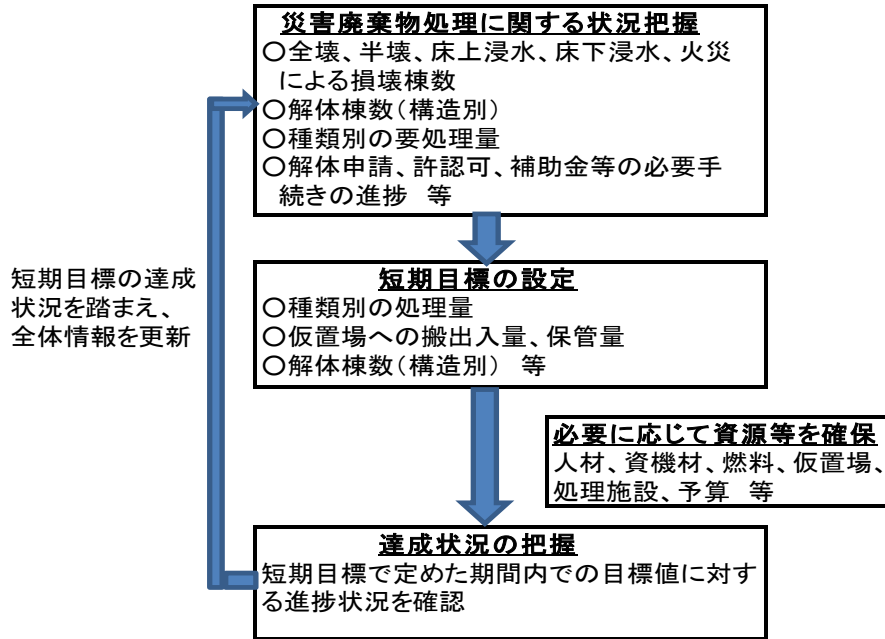 災害廃棄物処理に関する状況把握
〇全壊、半壊、床上浸水、床下浸水、火災
による損壊棟数
〇解体棟数(構造別)
〇種類別の要処理量
〇解体申請、許認可、補助金等の必要手
続きの進捗 等
短期目標の達成
状況を踏まえ、
全体情報を更新
短期目標の設定
〇種類別の処理量
〇仮置場への搬出入量、保管量
〇解体棟数(構造別) 等
必要に応じて資源等を確保
人材、資機材、燃料、仮置場、
処理施設、予算 等
達成状況の把握
短期目標で定めた期間内での目標値に対す
る進捗状況を確認